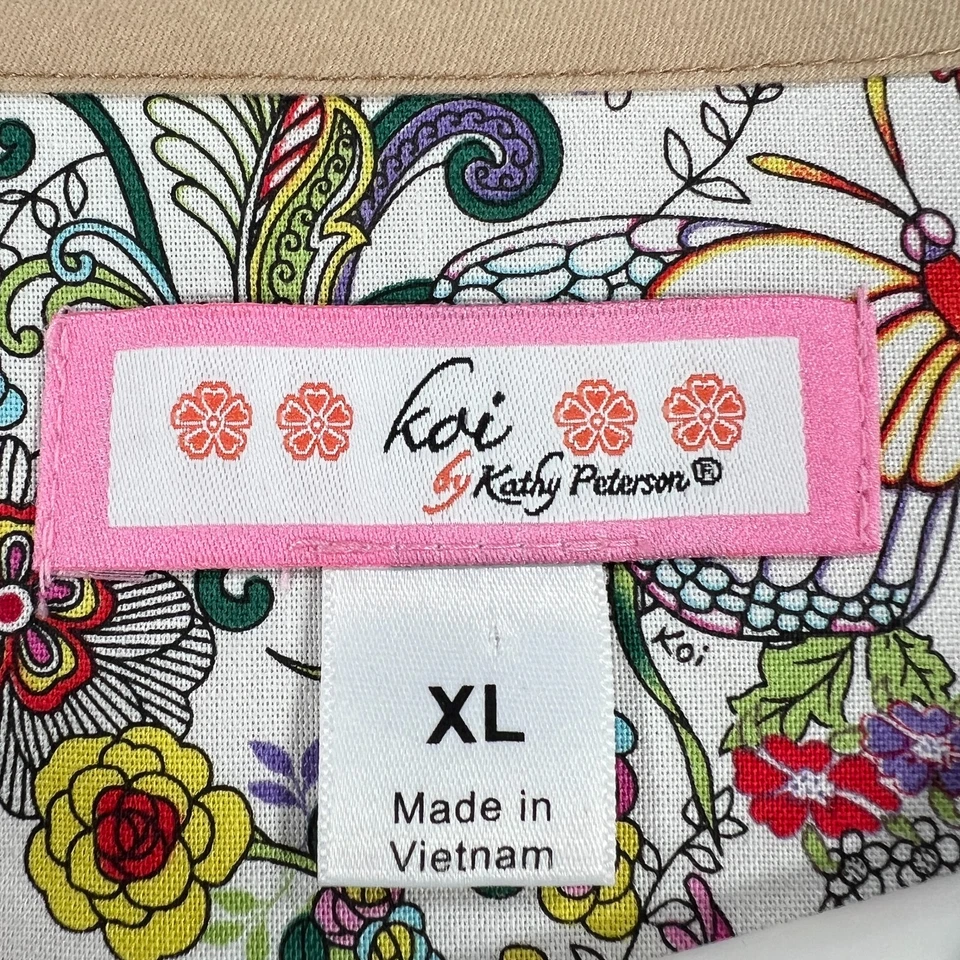 koi
by Kathy Peterson®
XL
Made in
Vietnam
Koi